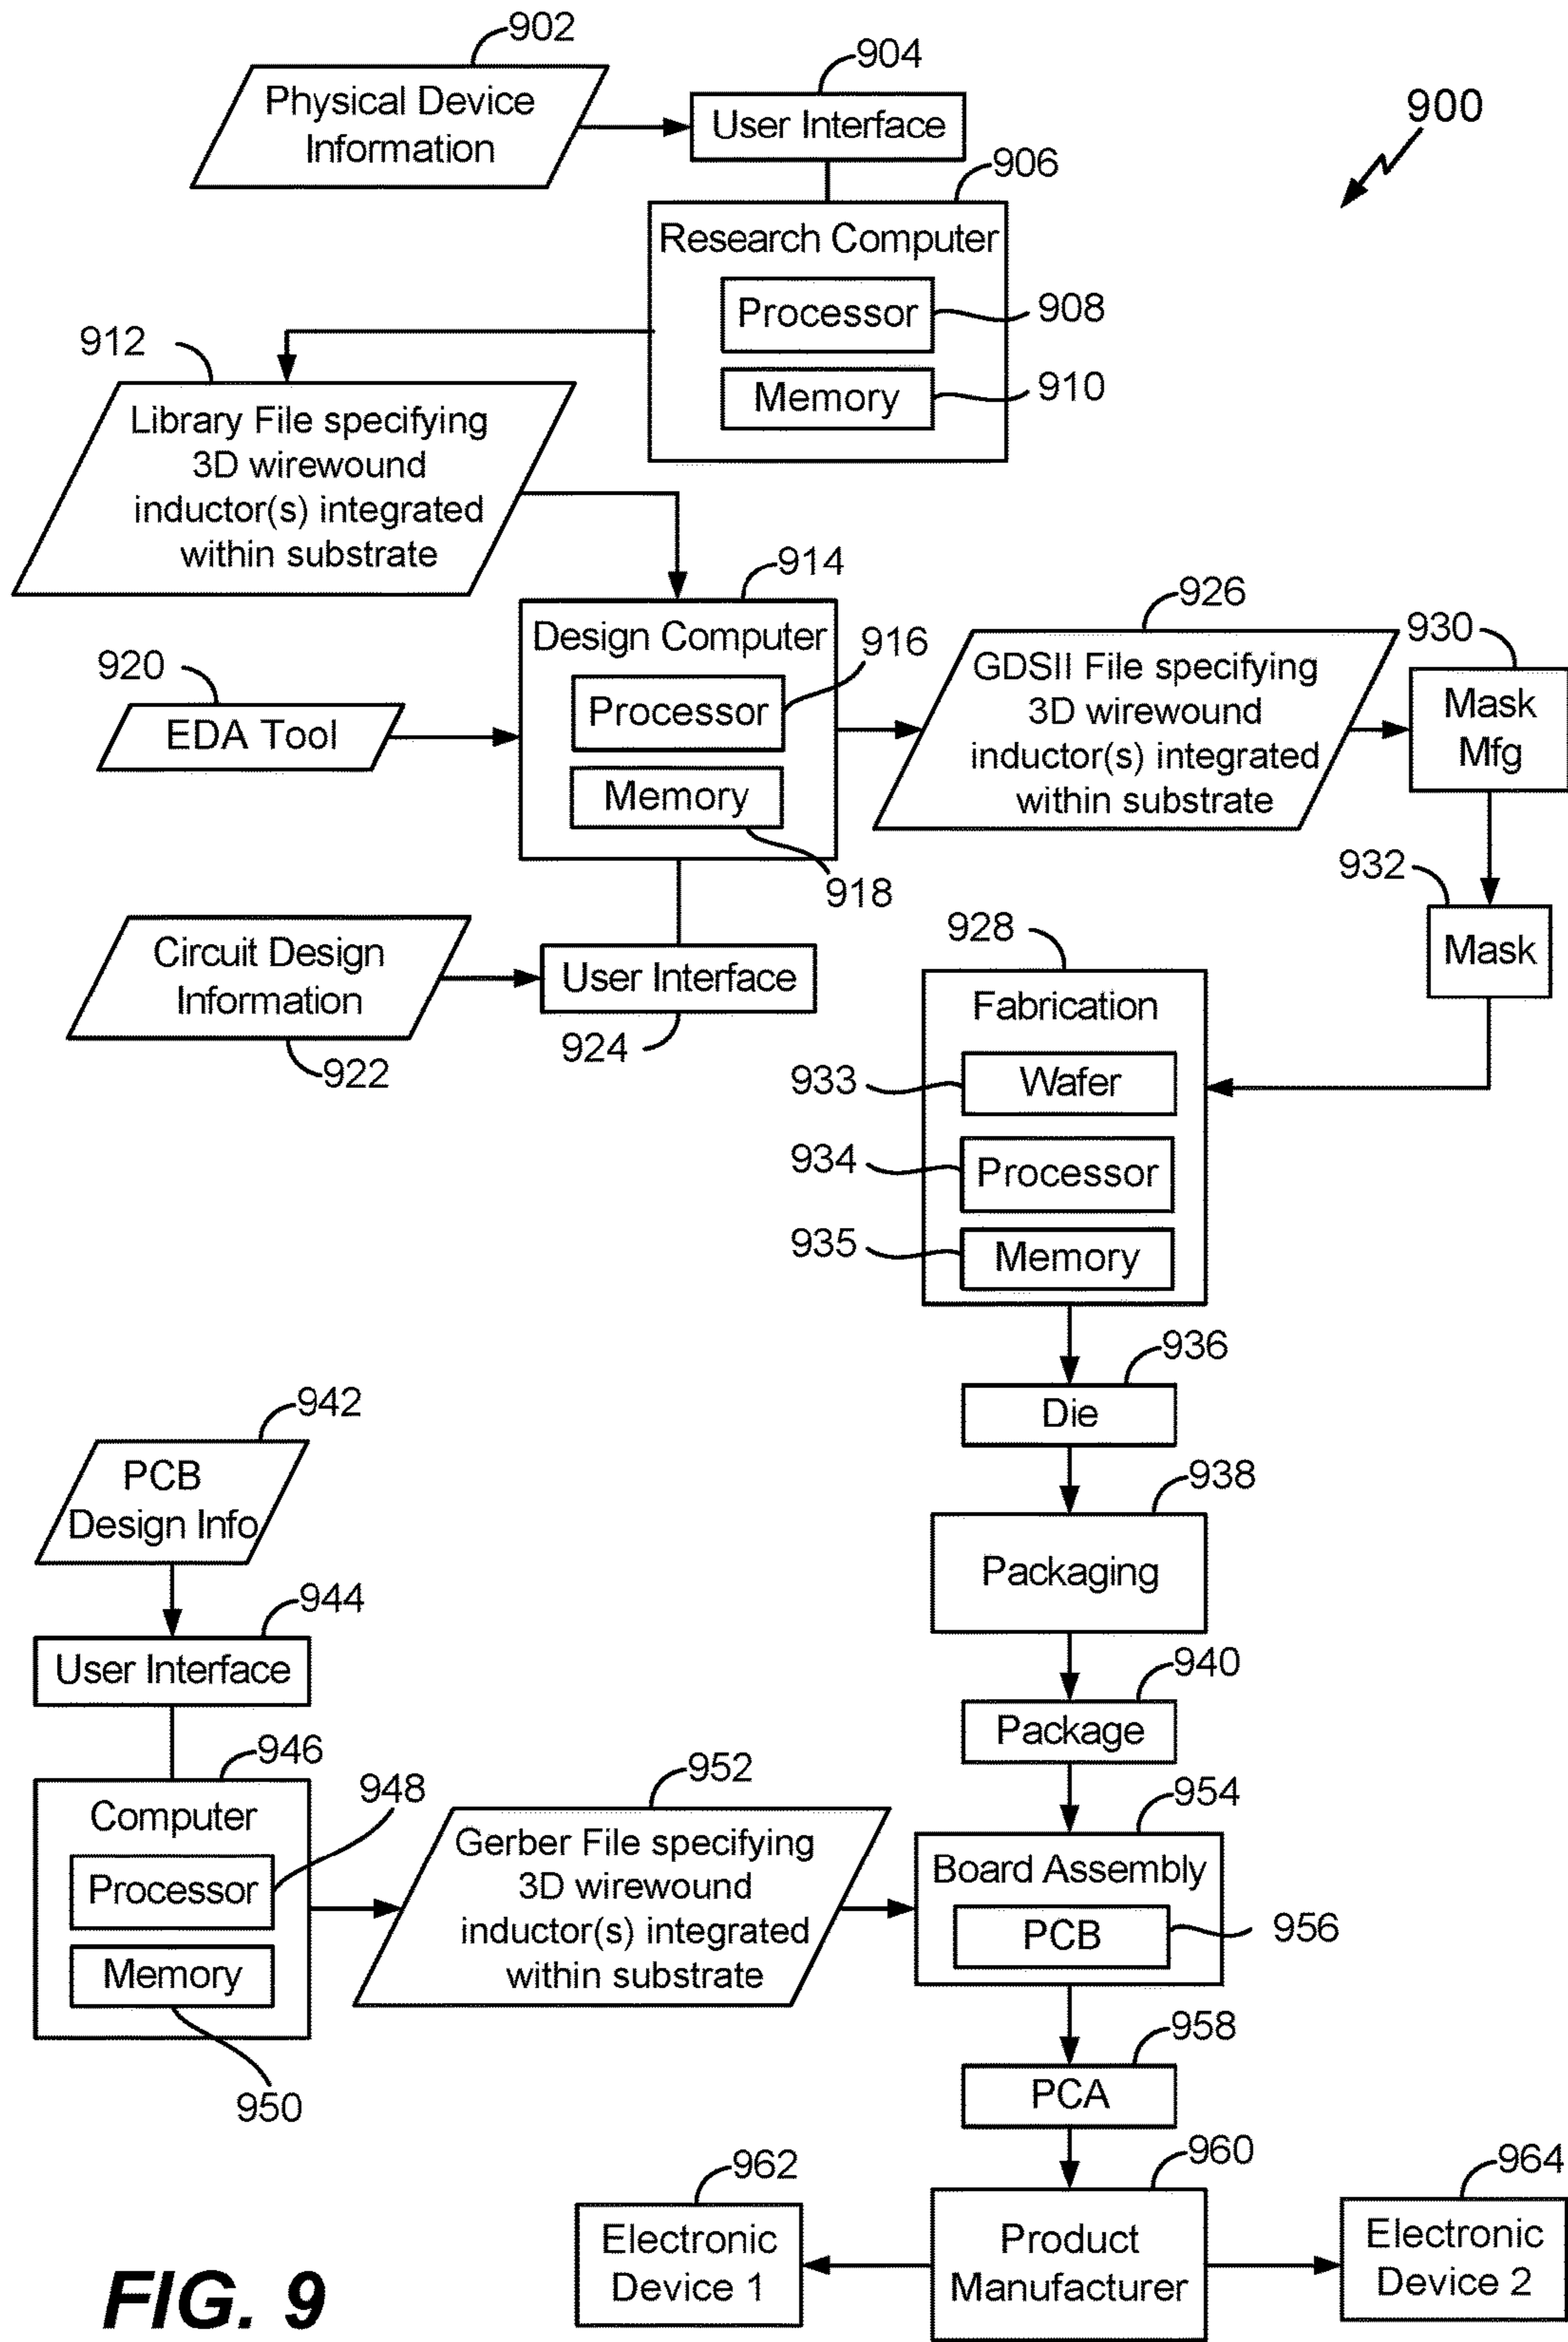 902
Physical Device
Information
904
User Interface
900
906
Research Computer
Processor
908
Memory
910
912
Library File specifying
3D wirewound
inductor(s) integrated
within substrate
914
Design Computer
916
Processor
Memory
918
920
EDA Tool
926
GDSII File specifying
3D wirewound
inductor(s) integrated
within substrate
930
Mask
Mfg
932
Mask
Circuit Design
Information
922
User Interface
924
928
Fabrication
933
Wafer
934
Processor
935
Memory
936
Die
938
Packaging
940
Package
942
PCB
Design Info
944
User Interface
946
Computer
948
Processor
Memory
950
952
Gerber File specifying
3D wirewound
inductor(s) integrated
within substrate
954
Board Assembly
PCB
956
958
PCA
960
Product
Manufacturer
962
Electronic
Device 1
964
Electronic
Device 2
FIG. 9